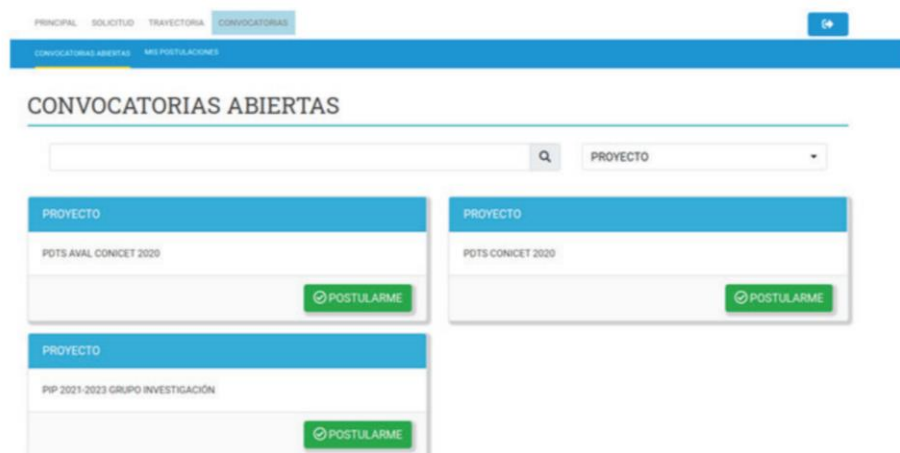 PRINCIPAL SOLICITUD TRAYECTORIA CONVOCATORIAS
CONVOCATORIAS ABIERTAS MIS POSTULACIONES
CONVOCATORIAS ABIERTAS
PROYECTO
PROYECTO
PDTS AVAL CONICET 2020
POSTULARME
PROYECTO
PDTS CONICET 2020
POSTULARME
PROYECTO
PIP 2021-2023 GRUPO INVESTIGACIÓN
POSTULARME